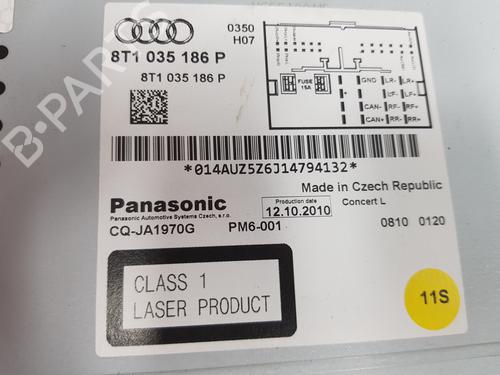 0350
H07
8T1 035 186 P
8T1 035 186 P
FUSE
15A
GND LR- LR+
+ LF- LF+
CAN- RF- RF+
CAN+ RR- RR+
*014AUZ5Z6J14794132*
Made in Czech Republic
Panasonic
Panasonic Automotive Systems Czech, s.r.o.
Production date
12.10.2010
Concert L
CQ-JA1970G PM6-001
0810 0120
CLASS 1
LASER PRODUCT
11S
B-PARTS